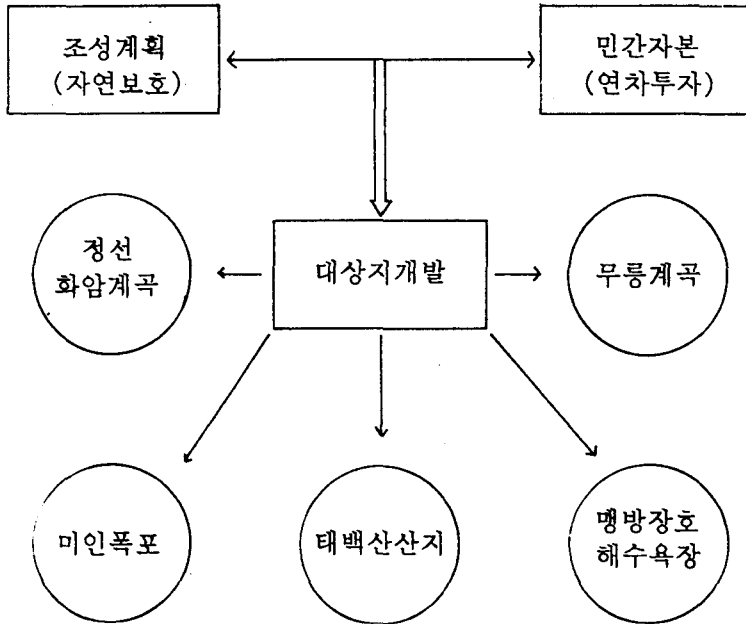 조성계획
(자연보호)
민간자본
(연차투자)
정선
화암계곡
대상지개발
무릉계곡
미인폭포
태백산산지
맹방장호
해수욕장